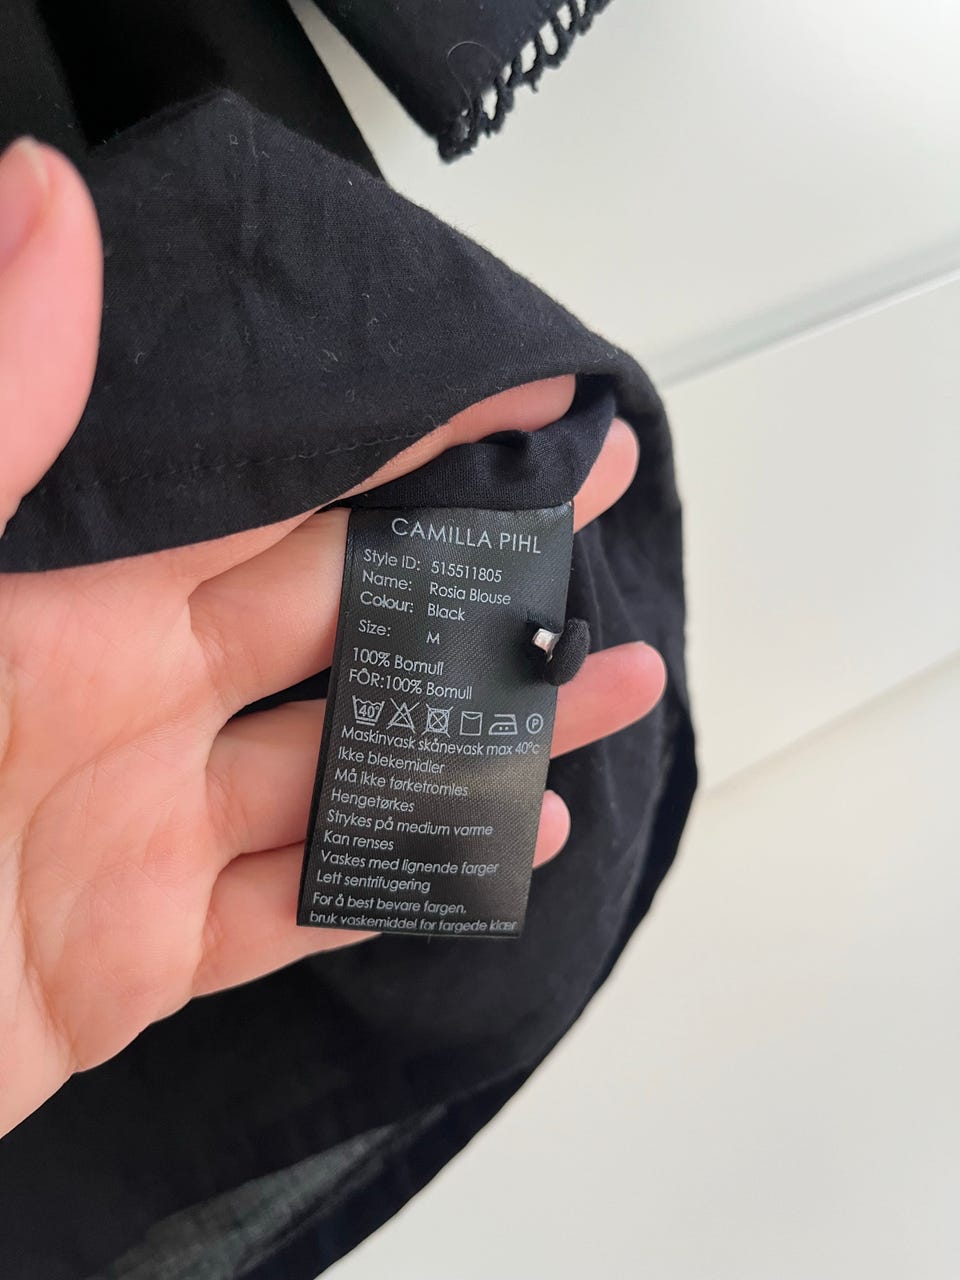 CAMILLA PIHL
Style ID: 515511805
Name: Rosia Blouse
Colour: Black
Size: M
100% Bomull
FÔR:100% Bomull
40 P
Maskinvask skånevask max 40°c
Ikke blekemidler
Må ikke tørketromles
Hengetørkes
Strykes på medium varme
Kan renses
Vaskes med lignende farger
Lett sentrifugering
For å best bevare fargen,
bruk vaskemiddel for fargede klær